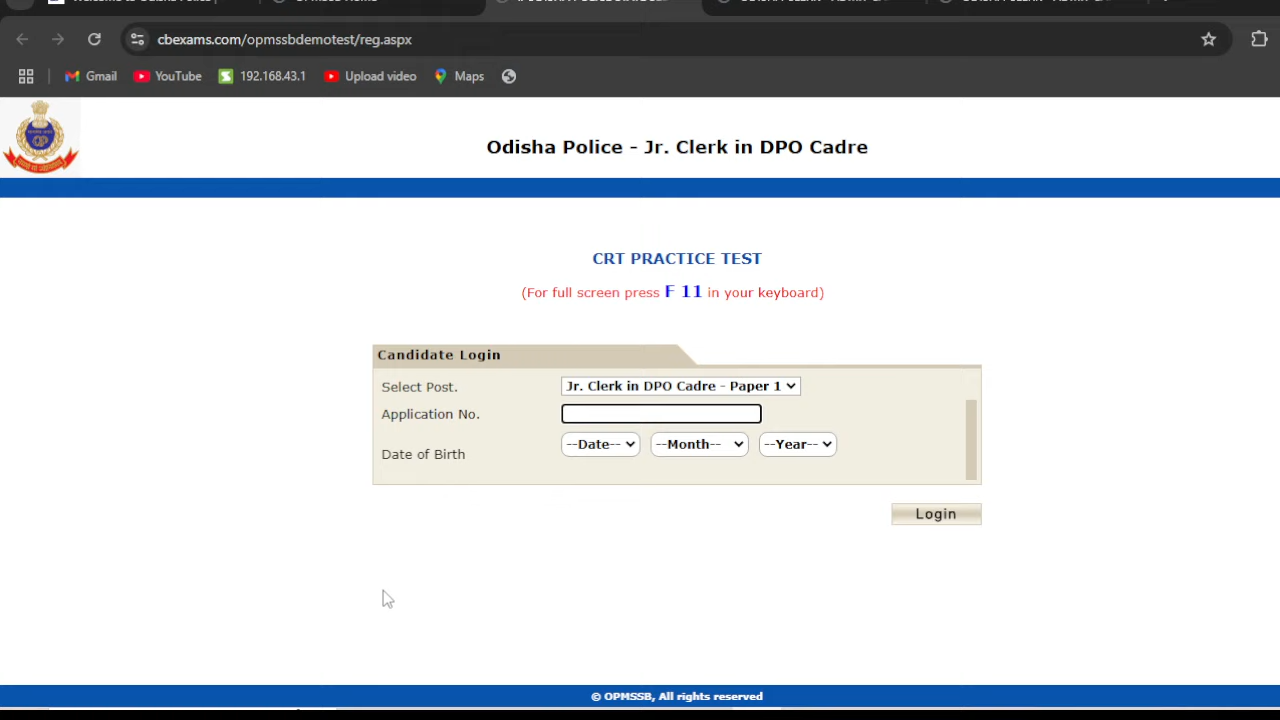 cbexams.com/opmssbdemotest/reg.aspx
Gmail YouTube 192.168.43.1 Upload video Maps
Odisha Police - Jr. Clerk in DPO Cadre
CRT PRACTICE TEST
(For full screen press F 11 in your keyboard)
Candidate Login
Select Post. Jr. Clerk in DPO Cadre - Paper 1
Application No.
Date of Birth --Date-- --Month-- --Year--
Login
© OPMSSB, All rights reserved